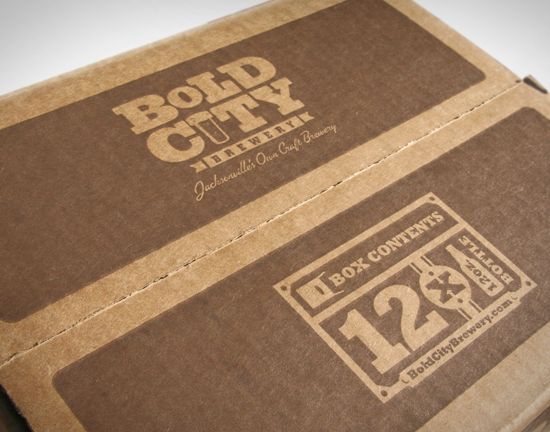 BOLD
CITY
BREWERY
Jacksonville's Own Craft Brewery
BOX CONTENTS
12 X 12oz BOTTLE
BoldCityBrewery.com